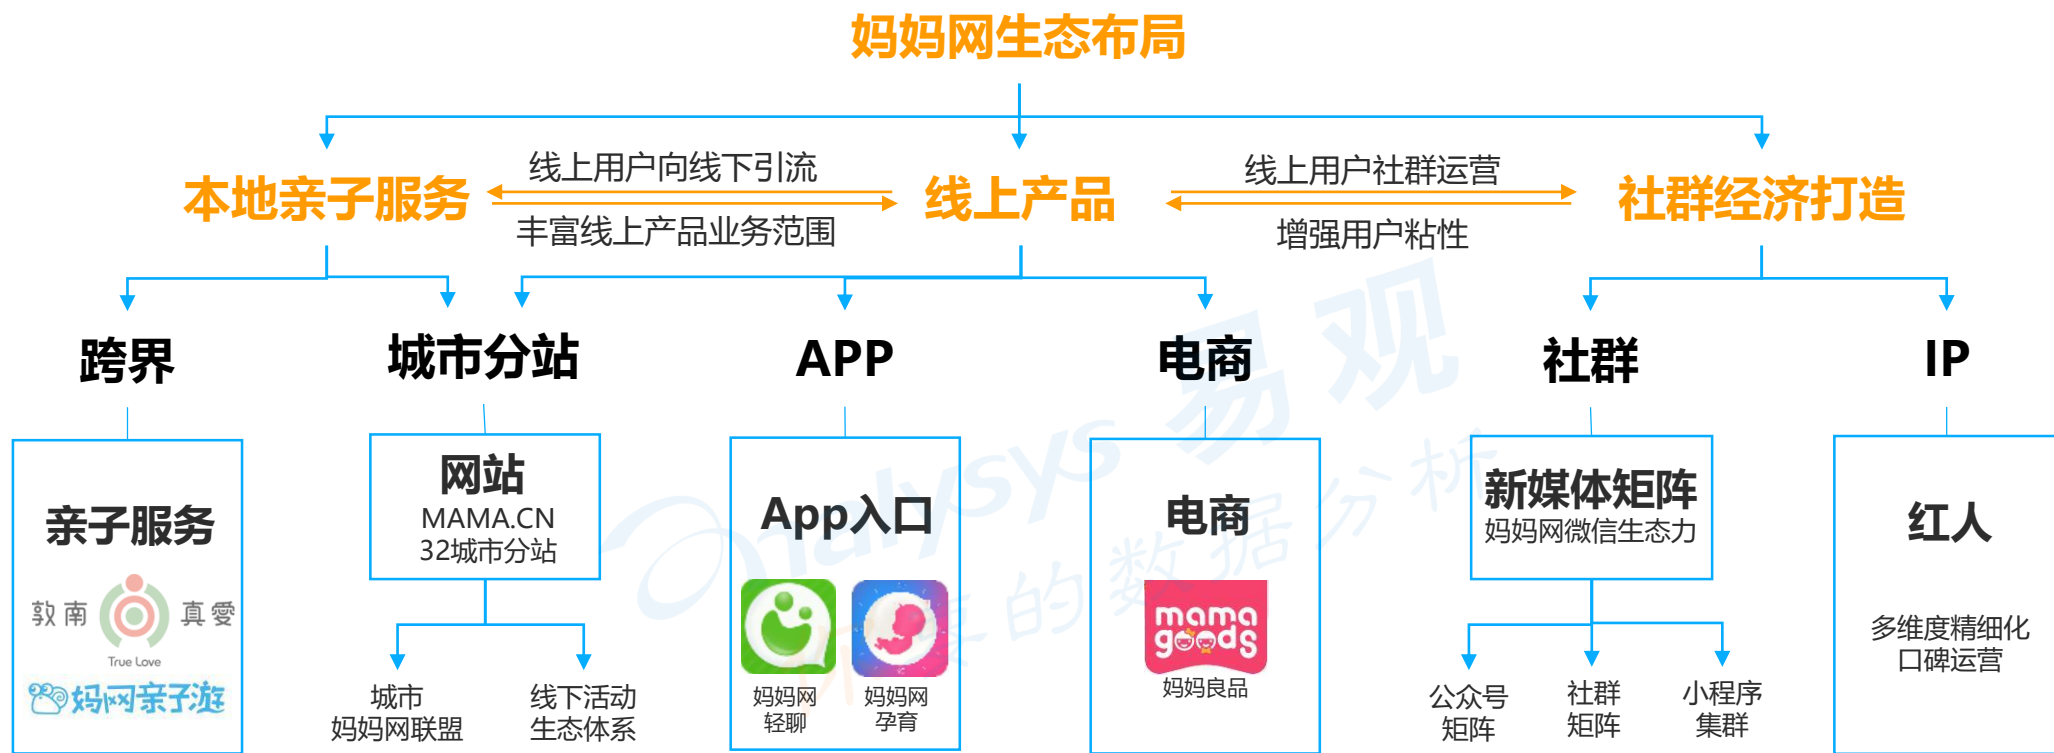 妈妈网生态布局
线上用户向线下引流
线上用户社群运营
本地亲子服务
线上产品
社群经济打造
丰富线上产品业务范围
增强用户粘性
跨界
城市分站
APP
电商
社群
IP
亲子服务
敦南
真愛
True Love
妈网亲子游
网站
MAMA.CN
32城市分站
城市
妈妈网联盟
线下活动
生态体系
App入口
妈妈网
轻聊
妈妈网
孕育
电商
mama
goods
妈妈良品
新媒体矩阵
妈妈网微信生态力
公众号
矩阵
社群
矩阵
小程序
集群
红人
多维度精细化
口碑运营
analysys 易观
的数据分析